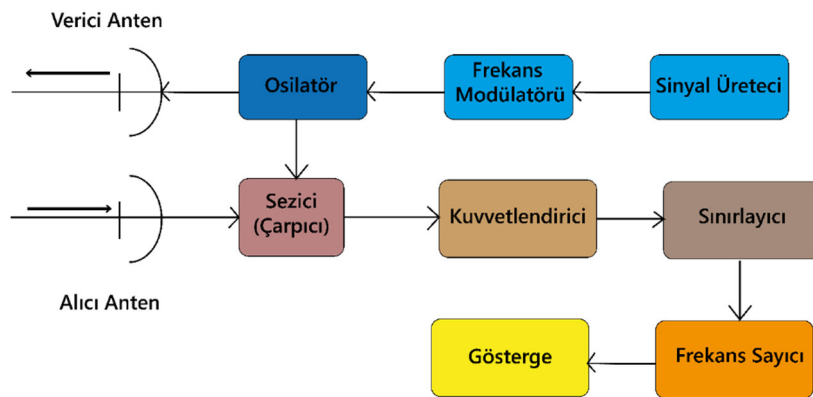 Verici Anten
Osilatör
Frekans
Modülatörü
Sinyal Üreteci
Sezici
(Çarpıcı)
Kuvvetlendirici
Sınırlayıcı
Alıcı Anten
Gösterge
Frekans Sayıcı